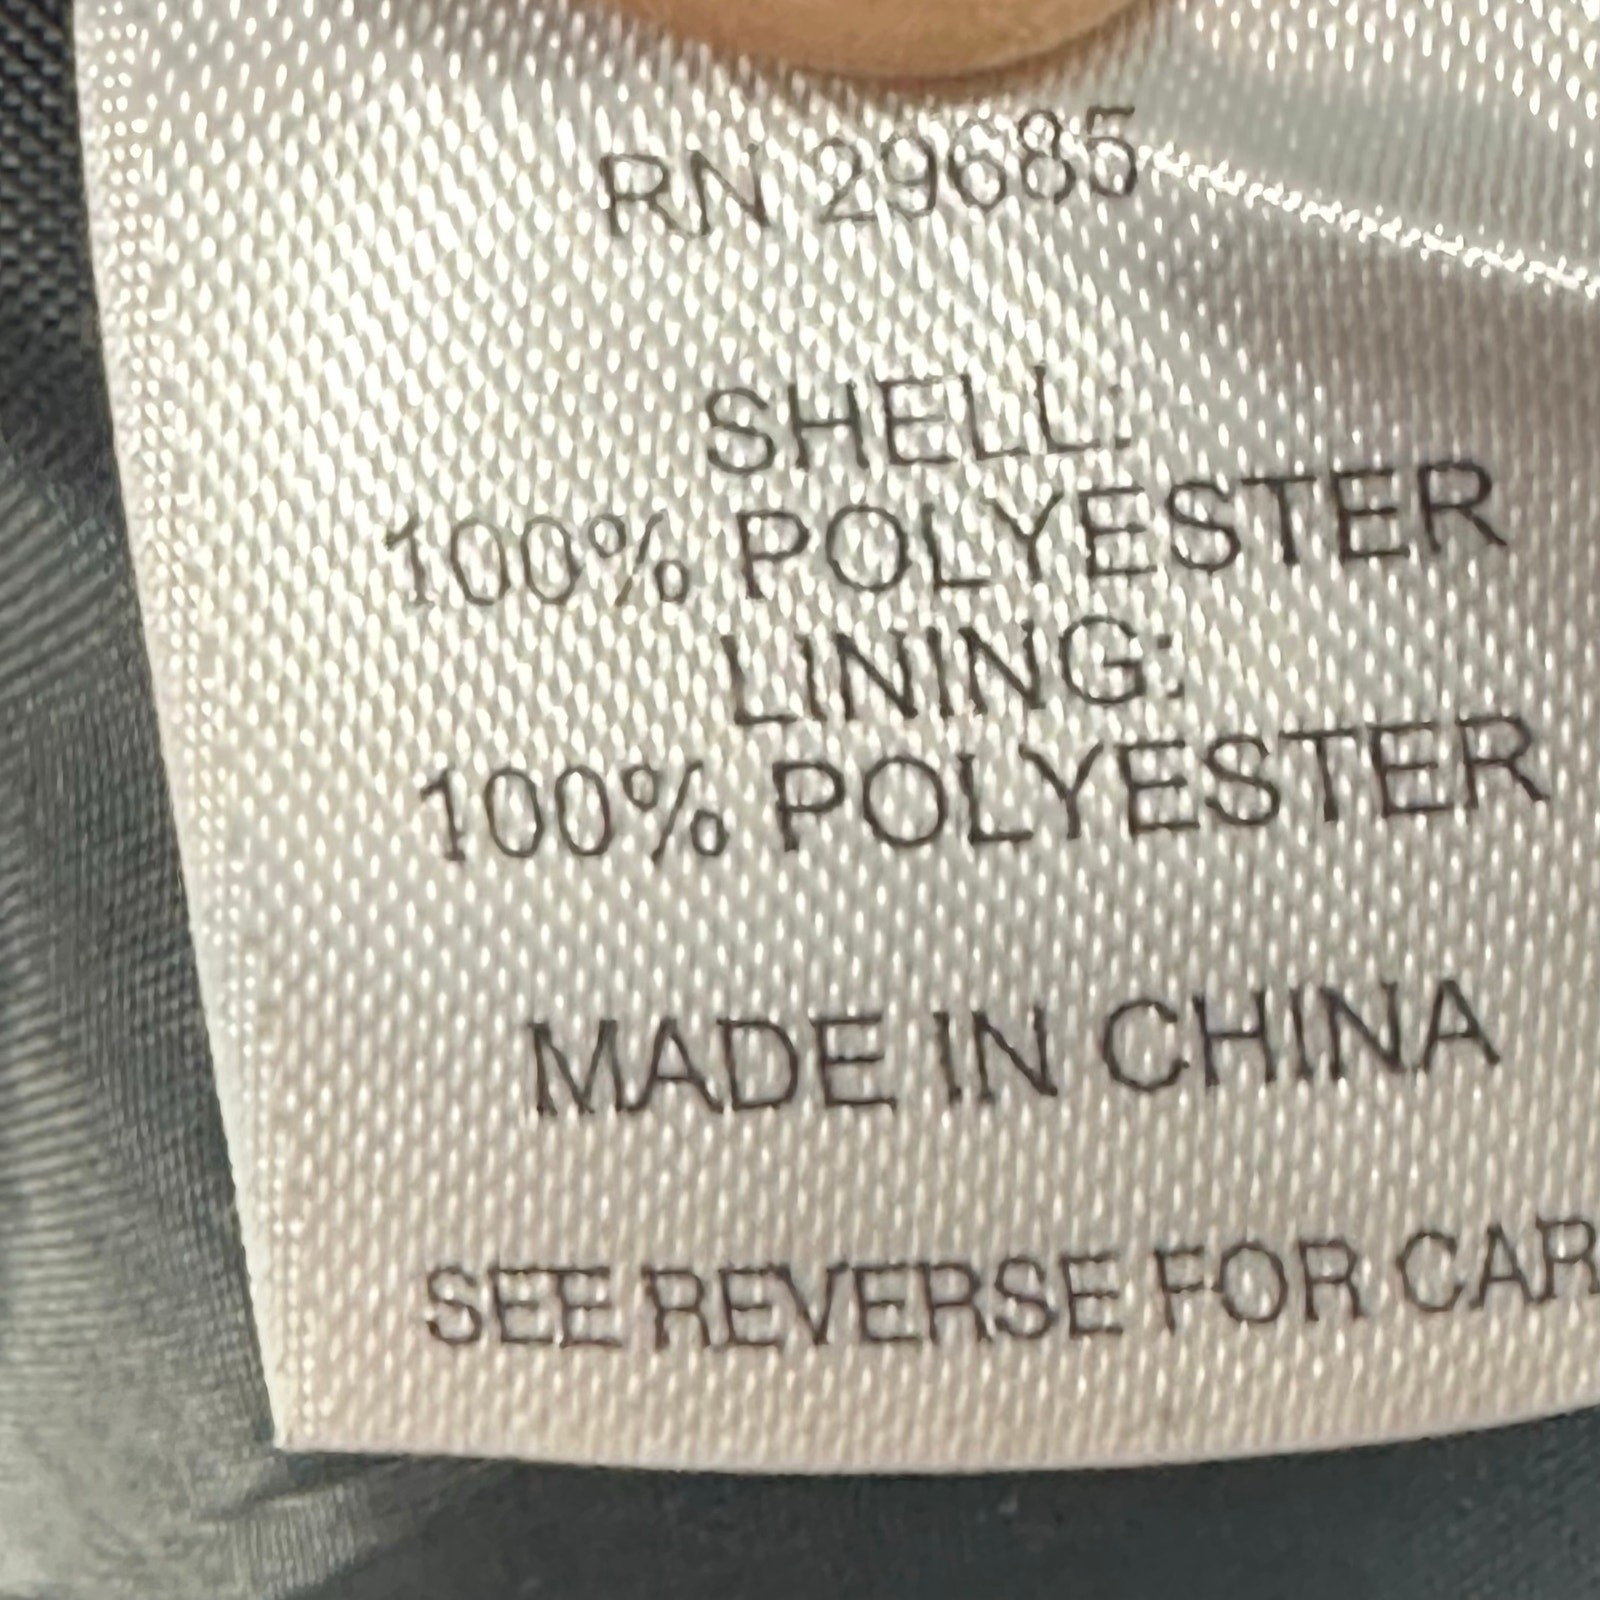 RN 29685
SHELL:
100% POLYESTER
LINING:
100% POLYESTER
MADE IN CHINA
SEE REVERSE FOR CAR